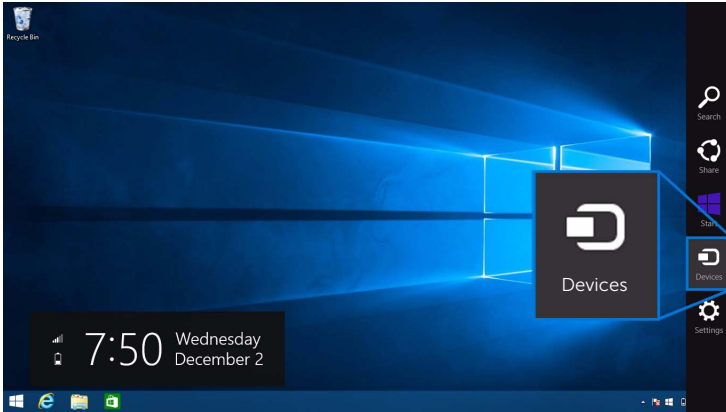 Recycle Bin
Search
Share
Start
Devices
Devices
Settings
7:50
Wednesday
December 2